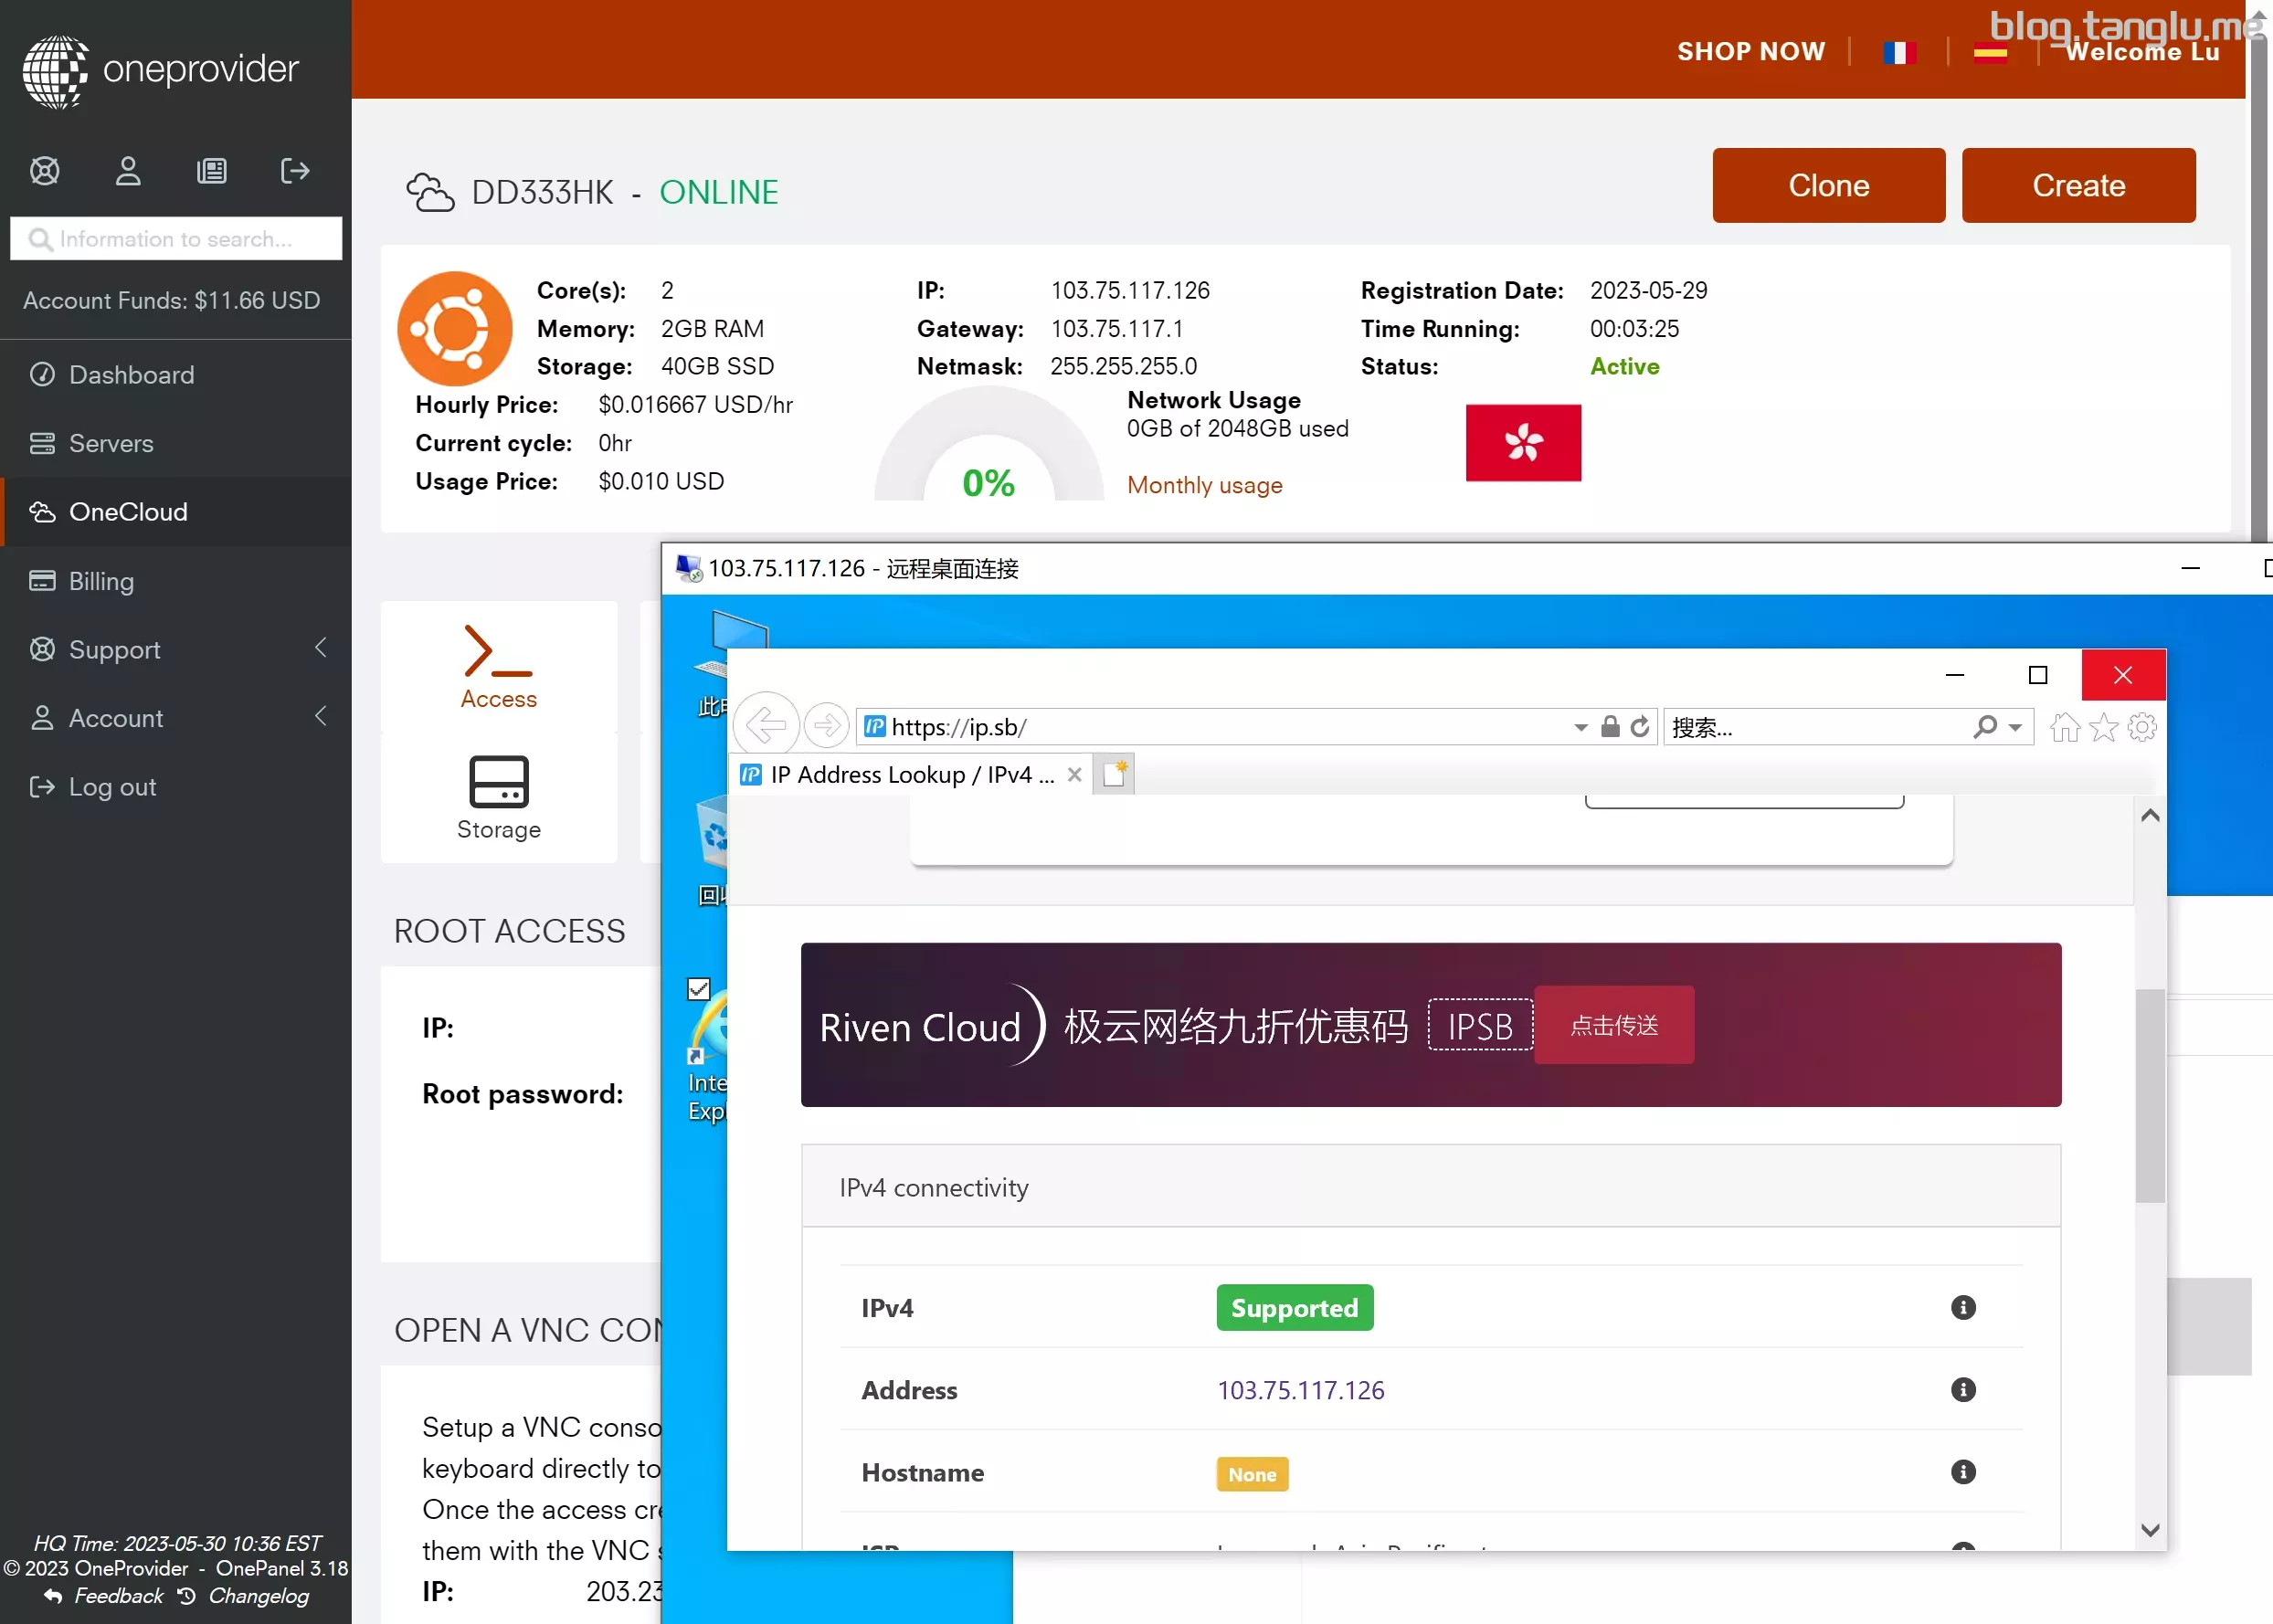 oneprovider
SHOP NOW
Welcome Lu
blog.tanglu.me
Information to search...
Account Funds: $11.66 USD
Dashboard
Servers
OneCloud
Billing
Support
Account
Log out
HQ Time: 2023-05-30 10:36 EST
© 2023 OneProvider - OnePanel 3.18
Feedback Changelog
DD333HK - ONLINE
Clone
Create
Core(s): 2
Memory: 2GB RAM
Storage: 40GB SSD
Hourly Price: $0.016667 USD/hr
Current cycle: 0hr
Usage Price: $0.010 USD
IP: 103.75.117.126
Gateway: 103.75.117.1
Netmask: 255.255.255.0
0%
Network Usage
0GB of 2048GB used
Monthly usage
Registration Date: 2023-05-29
Time Running: 00:03:25
Status: Active
Access
Storage
ROOT ACCESS
IP:
Root password:
OPEN A VNC CON
Setup a VNC conso
keyboard directly to
Once the access cre
them with the VNC s
IP: 203.23
103.75.117.126 - 远程桌面连接
此电
回收
Inte
Expl
https://ip.sb/
搜索...
IP Address Lookup / IPv4 ...
Riven Cloud 极云网络九折优惠码 IPSB 点击传送
IPv4 connectivity
IPv4 Supported
Address 103.75.117.126
Hostname None
ISP